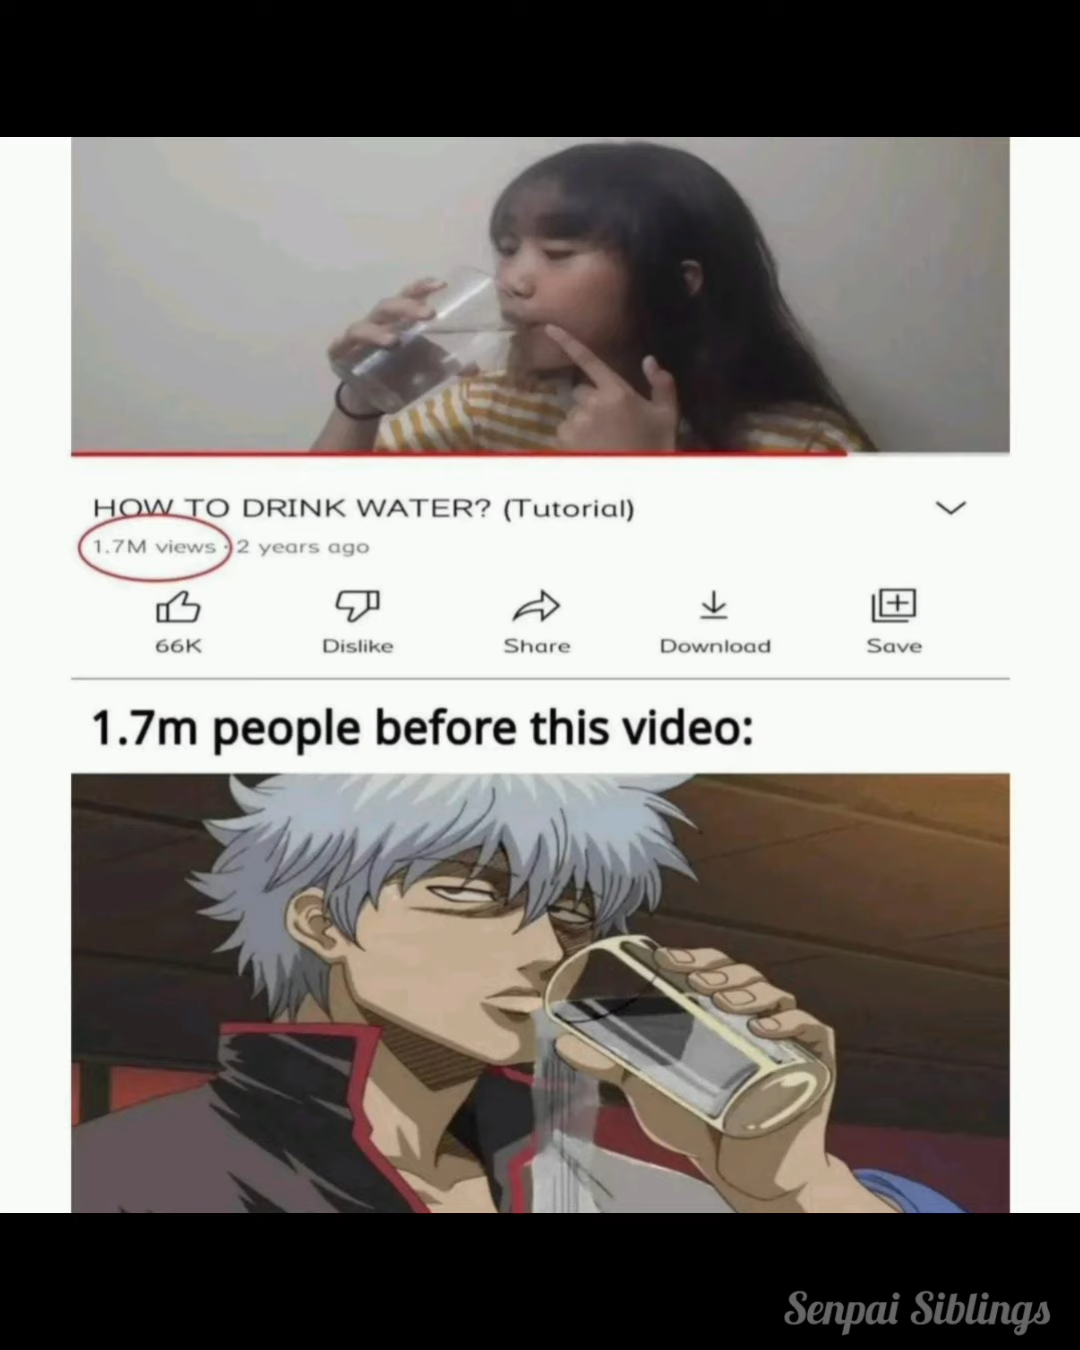 HOW TO DRINK WATER? (Tutorial)
1.7M views · 2 years ago
66K Dislike Share Download Save
1.7m people before this video:
Senpai Siblings